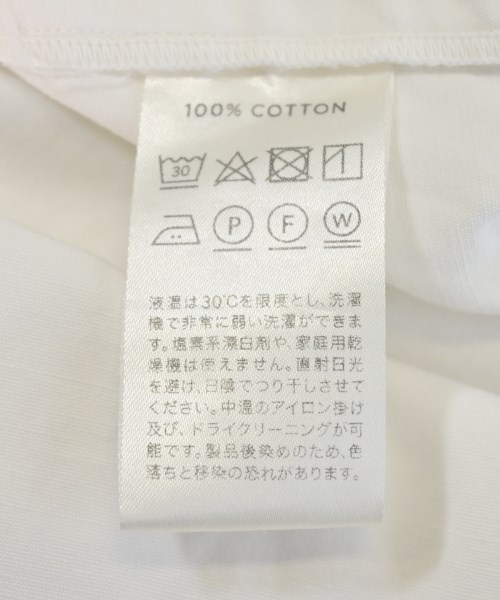 100% COTTON
30
P F W
液温は30℃を限度とし、洗濯
機で非常に弱い洗濯ができま
す。塩素系漂白剤や、家庭用乾
燥機は使えません。直射日光
を避け、日陰でつり干しさせて
ください。中温のアイロン掛け
及び、ドライクリーニングが可
能です。製品後染めのため、色
落ちと移染の恐れがあります。